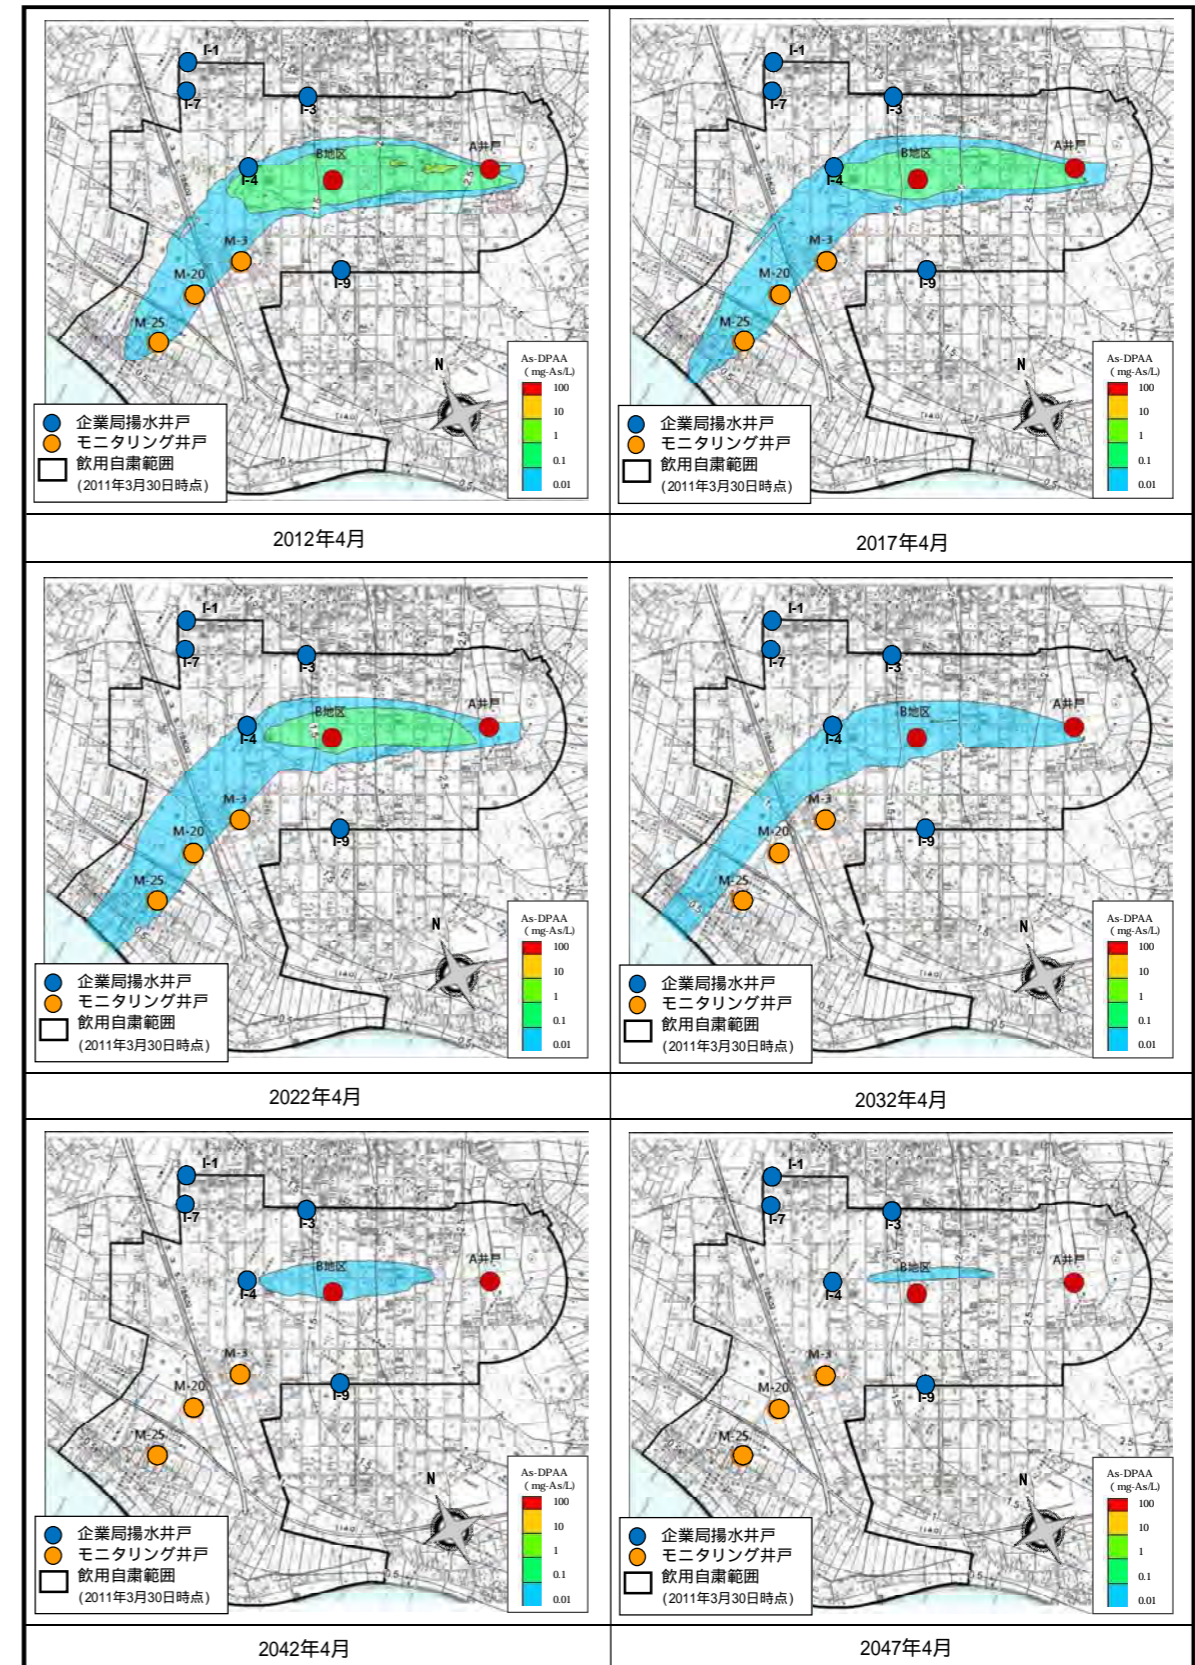 I-1
I-7
I-3
B地区
A井戸
I-4
M-3
M-20
I-9
M-25
N
As-DPAA
( mg-As/L)
100
10
1
0.1
0.01
企業局揚水井戸
モニタリング井戸
飲用自粛範囲
(2011年3月30日時点)
2012年4月
I-1
I-7
I-3
B地区
A井戸
I-4
M-3
M-20
I-9
M-25
N
As-DPAA
( mg-As/L)
100
10
1
0.1
0.01
企業局揚水井戸
モニタリング井戸
飲用自粛範囲
(2011年3月30日時点)
2017年4月
I-1
I-7
I-3
B地区
A井戸
I-4
M-3
M-20
I-9
M-25
N
As-DPAA
( mg-As/L)
100
10
1
0.1
0.01
企業局揚水井戸
モニタリング井戸
飲用自粛範囲
(2011年3月30日時点)
2022年4月
I-1
I-7
I-3
B地区
A井戸
I-4
M-3
M-20
I-9
M-25
N
As-DPAA
( mg-As/L)
100
10
1
0.1
0.01
企業局揚水井戸
モニタリング井戸
飲用自粛範囲
(2011年3月30日時点)
2032年4月
I-1
I-7
I-3
B地区
A井戸
I-4
M-3
M-20
I-9
M-25
N
As-DPAA
( mg-As/L)
100
10
1
0.1
0.01
企業局揚水井戸
モニタリング井戸
飲用自粛範囲
(2011年3月30日時点)
2042年4月
I-1
I-7
I-3
B地区
A井戸
I-4
M-3
M-20
I-9
M-25
N
As-DPAA
( mg-As/L)
100
10
1
0.1
0.01
企業局揚水井戸
モニタリング井戸
飲用自粛範囲
(2011年3月30日時点)
2047年4月